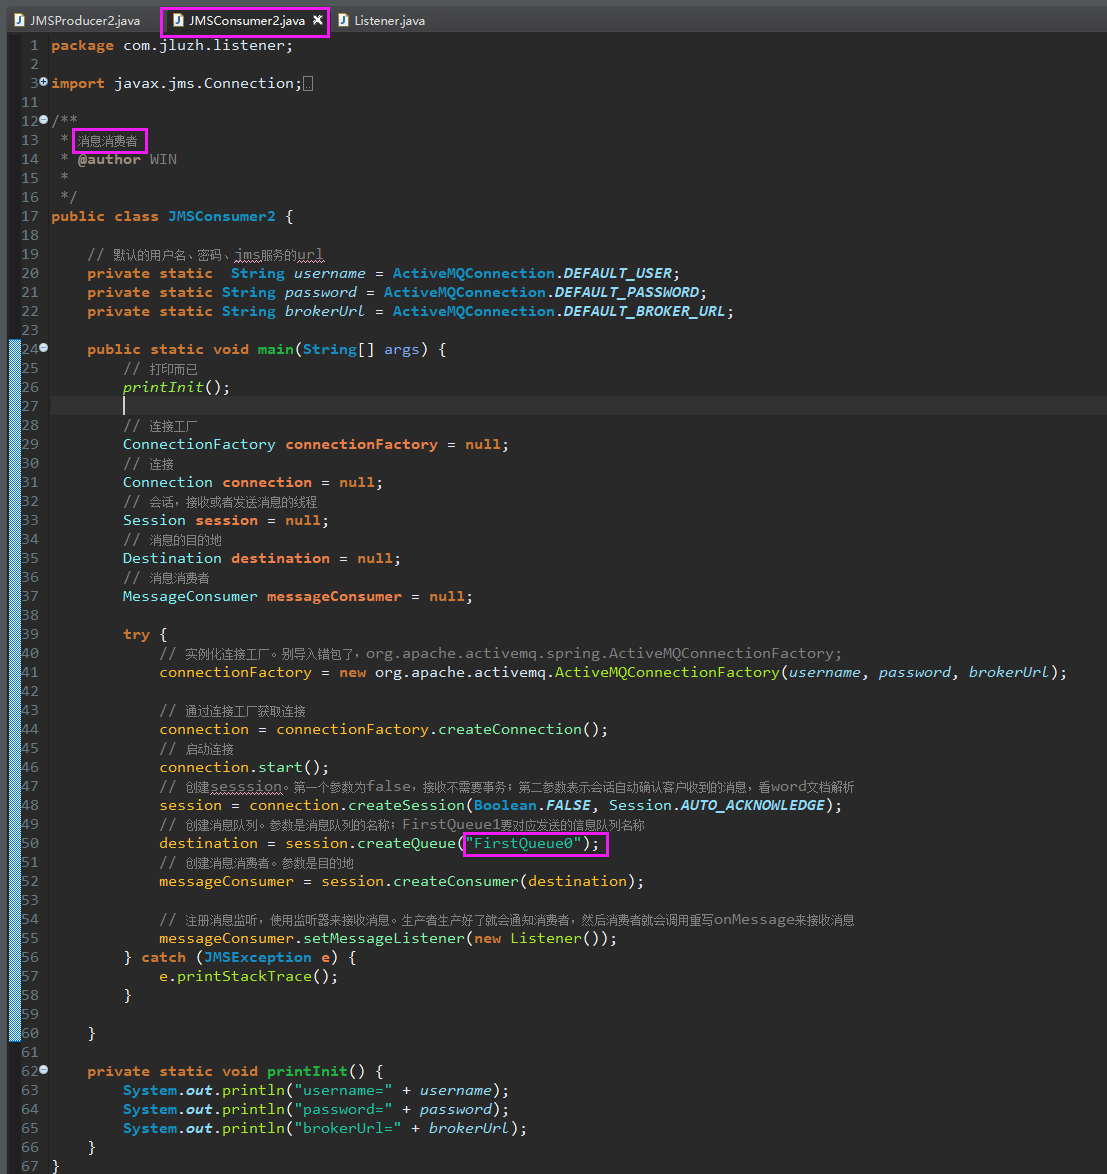 JMSProducer2.java JMSConsumer2.java Listener.java
1 package com.jluzh.listener;
2
3 import javax.jms.Connection;
11
12 /**
13  * 消息消费者
14  * @author WIN
15  *
16  */
17 public class JMSConsumer2 {
18
19     // 默认的用户名、密码、jms服务的url
20     private static  String username = ActiveMQConnection.DEFAULT_USER;
21     private static String password = ActiveMQConnection.DEFAULT_PASSWORD;
22     private static String brokerUrl = ActiveMQConnection.DEFAULT_BROKER_URL;
23
24     public static void main(String[] args) {
25         // 打印而已
26         printInit();
27
28         // 连接工厂
29         ConnectionFactory connectionFactory = null;
30         // 连接
31         Connection connection = null;
32         // 会话，接收或者发送消息的线程
33         Session session = null;
34         // 消息的目的地
35         Destination destination = null;
36         // 消息消费者
37         MessageConsumer messageConsumer = null;
38
39         try {
40             // 实例化连接工厂。别导入错包了，org.apache.activemq.spring.ActiveMQConnectionFactory;
41             connectionFactory = new org.apache.activemq.ActiveMQConnectionFactory(username, password, brokerUrl);
42
43             // 通过连接工厂获取连接
44             connection = connectionFactory.createConnection();
45             // 启动连接
46             connection.start();
47             // 创建sesssion。第一个参数为false，接收不需要事务；第二参数表示会话自动确认客户收到的消息，看word文档解析
48             session = connection.createSession(Boolean.FALSE, Session.AUTO_ACKNOWLEDGE);
49             // 创建消息队列。参数是消息队列的名称；FirstQueue1要对应发送的信息队列名称
50             destination = session.createQueue("FirstQueue0");
51             // 创建消息消费者。参数是目的地
52             messageConsumer = session.createConsumer(destination);
53
54             // 注册消息监听，使用监听器来接收消息。生产者生产好了就会通知消费者，然后消费者就会调用重写onMessage来接收消息
55             messageConsumer.setMessageListener(new Listener());
56         } catch (JMSException e) {
57             e.printStackTrace();
58         }
59
60     }
61
62     private static void printInit() {
63         System.out.println("username=" + username);
64         System.out.println("password=" + password);
65         System.out.println("brokerUrl=" + brokerUrl);
66     }
67 }